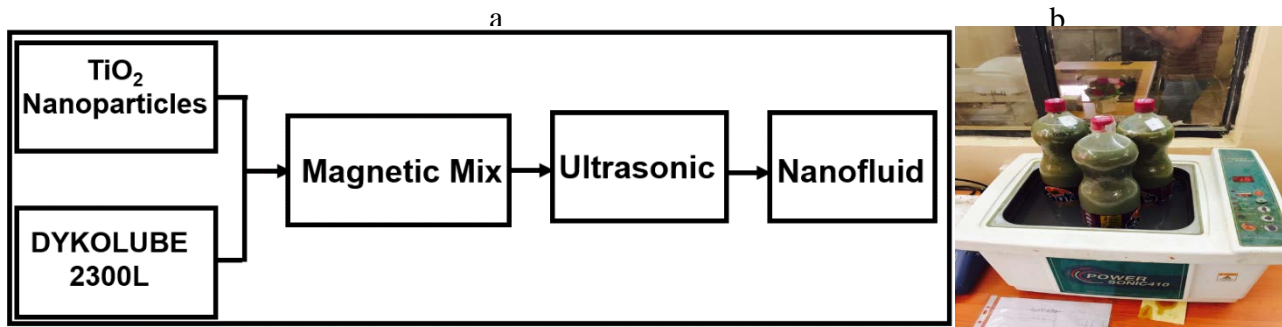 a
b
TiO₂
Nanoparticles
DYKOLUBE
2300L
Magnetic Mix
Ultrasonic
Nanofluid
POWER
SONIC410